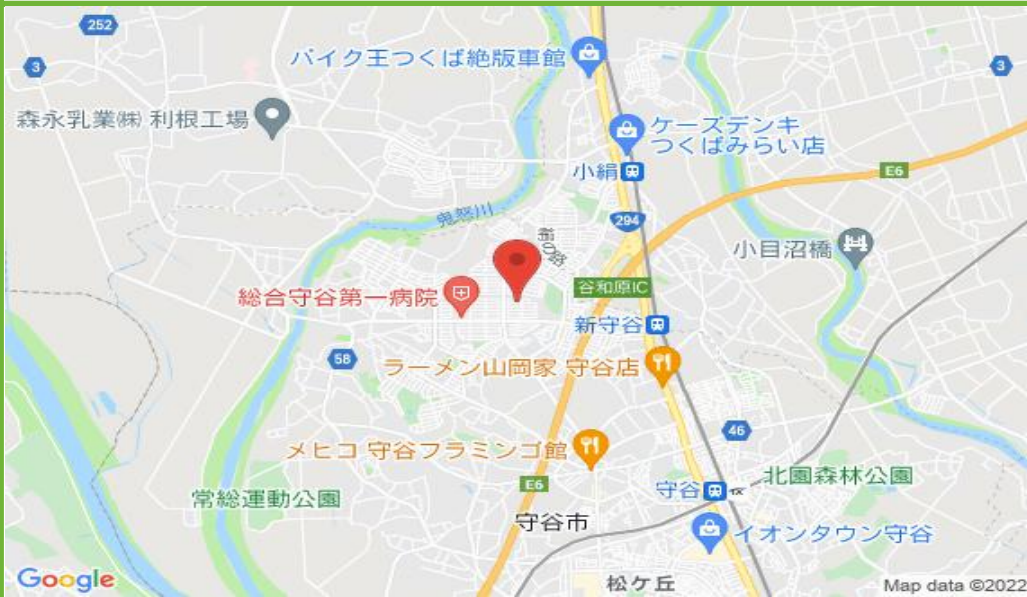 252
バイク王つくば絶版車館
3
3
森永乳業㈱ 利根工場
ケーズデンキ
つくばみらい店
小絹
E6
鬼怒川
294
小目沼橋
谷和原IC
総合守谷第一病院
新守谷
58
ラーメン山岡家 守谷店
46
メヒコ 守谷フラミンゴ館
北園森林公園
E6
守谷
常総運動公園
守谷市
イオンタウン守谷
松ケ丘
Google
Map data ©2022